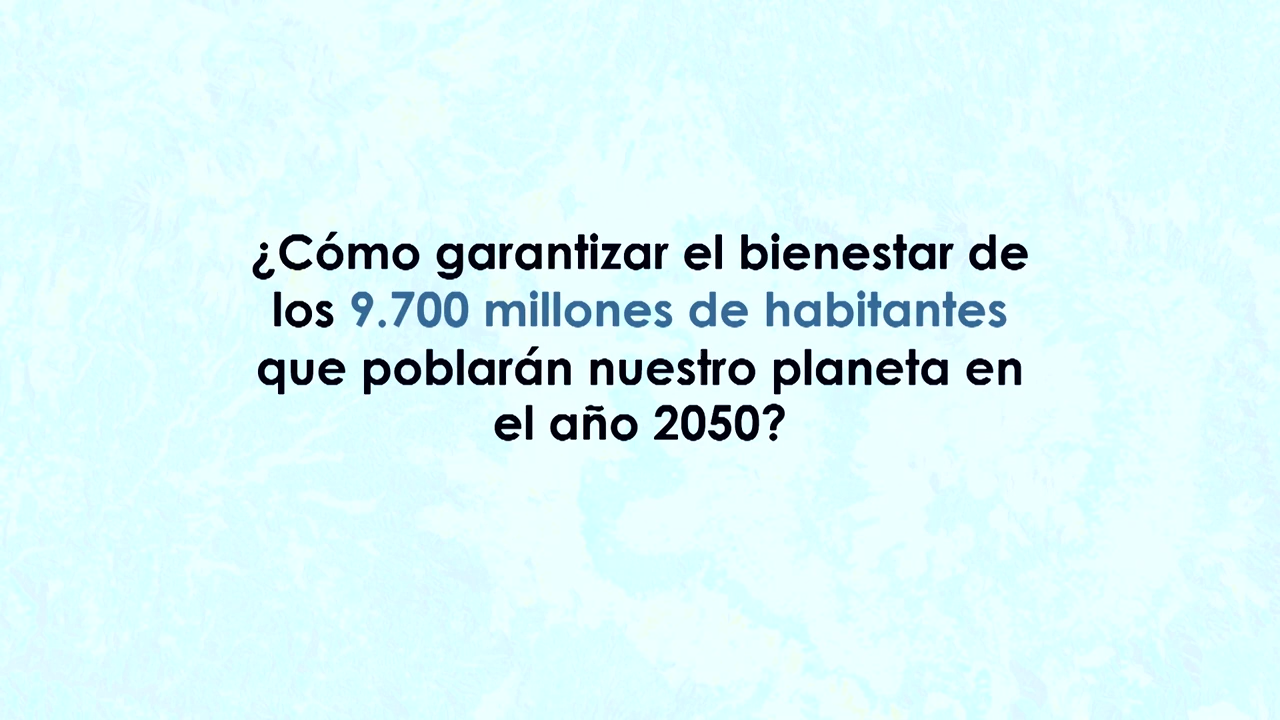 ¿Cómo garantizar el bienestar de
los 9.700 millones de habitantes
que poblarán nuestro planeta en
el año 2050?